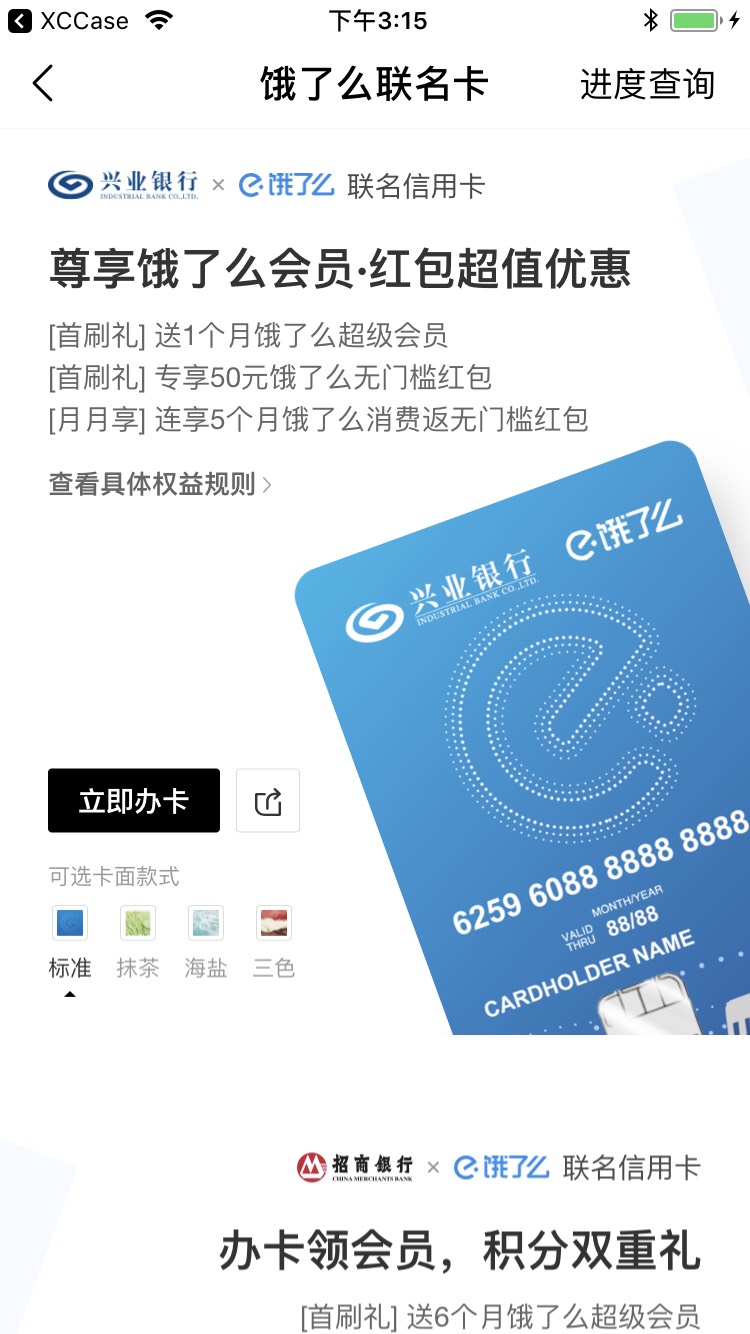 XCCase
下午3:15
饿了么联名卡
进度查询
兴业银行
INDUSTRIAL BANK CO.,LTD.
×
饿了么
联名信用卡
尊享饿了么会员·红包超值优惠
[首刷礼] 送1个月饿了么超级会员
[首刷礼] 专享50元饿了么无门槛红包
[月月享] 连享5个月饿了么消费返无门槛红包
查看具体权益规则
兴业银行
INDUSTRIAL BANK CO.,LTD.
饿了么
6259 6088 8888 8888
MONTH/YEAR
VALID THRU 88/88
CARDHOLDER NAME
立即办卡
可选卡面款式
标准
抹茶
海盐
三色
招商银行
CHINA MERCHANTS BANK
×
饿了么
联名信用卡
办卡领会员，积分双重礼
[首刷礼] 送6个月饿了么超级会员